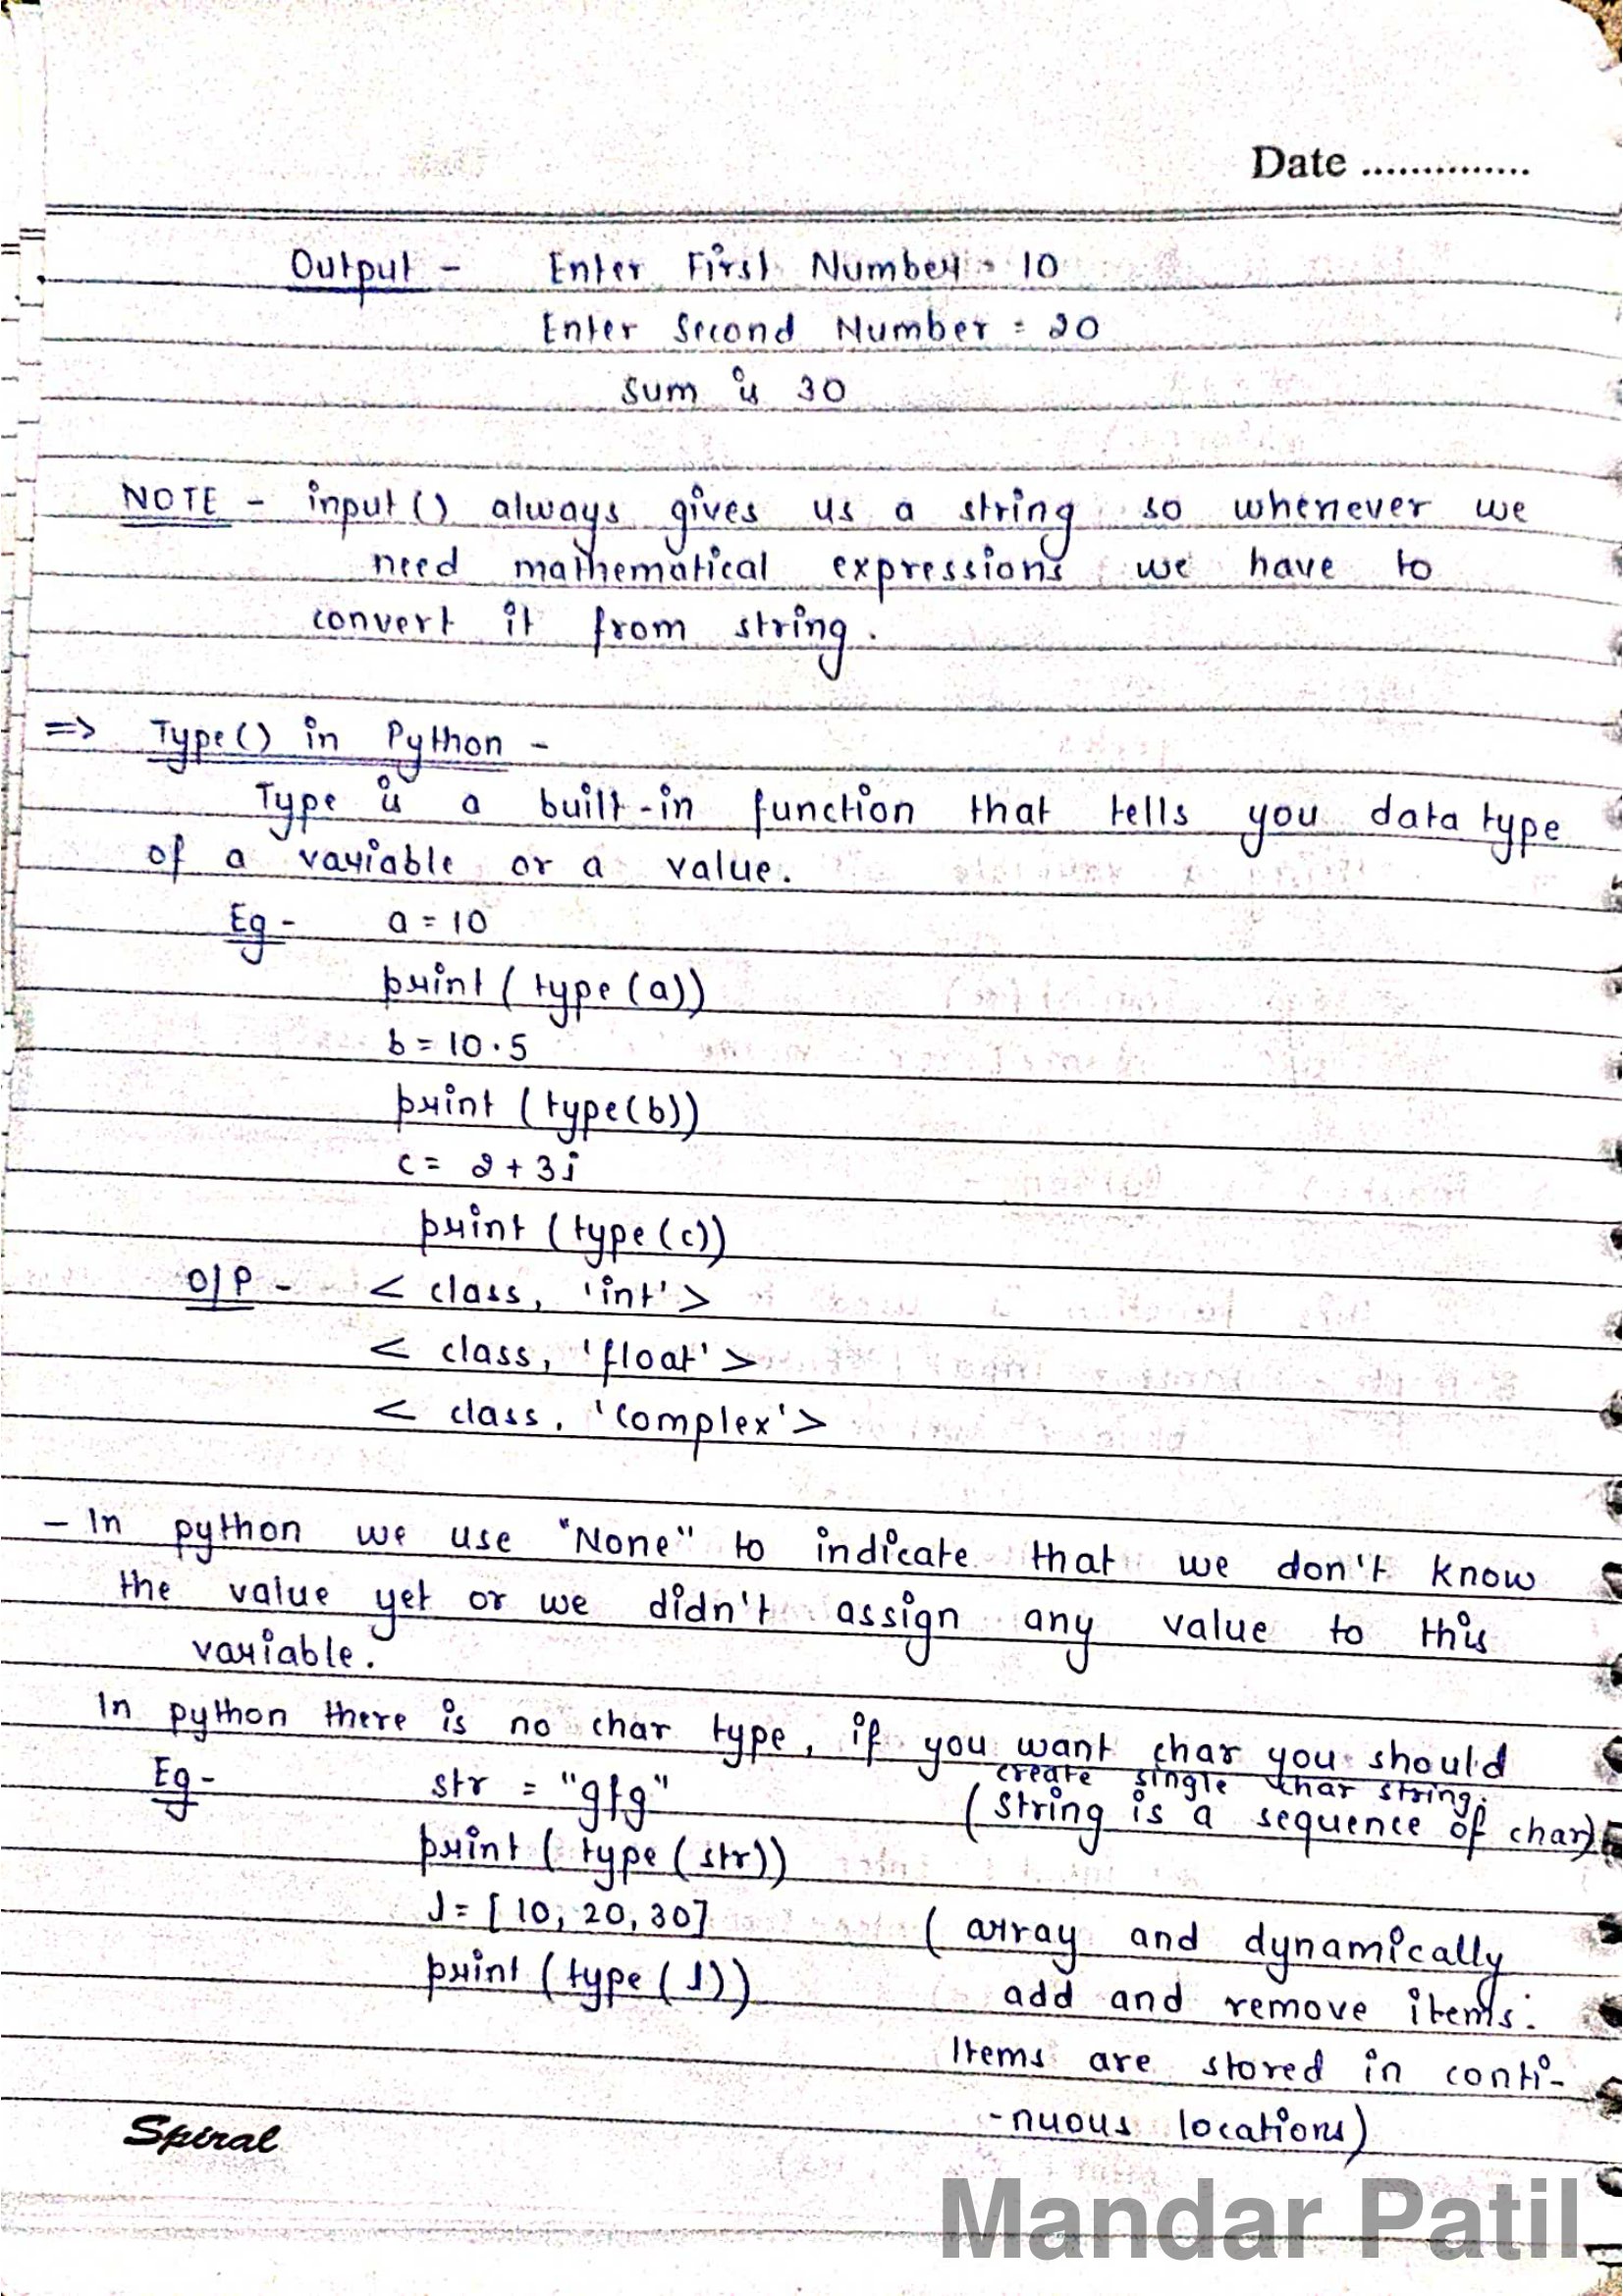 Date ...............
Output - Enter First Number = 10
Enter Second Number = 20
Sum is 30
NOTE - input() always gives us a string so whenever we
need mathematical expressions we have to
convert it from string.
=> Type() in Python -
Type is a built-in function that tells you data type
of a variable or a value.
Eg - a = 10
print ( type (a))
b = 10.5
print ( type(b))
c = 2 + 3j
print ( type (c))
O/P - < class, 'int'>
< class, 'float'>
< class, 'complex'>
- In python we use "None" to indicate that we don't know
the value yet or we didn't assign any value to this
variable.
In python there is no char type, if you want char you should
create single char string.
Eg - str = "gfg" (String is a sequence of char)
print ( type (str))
l = [10, 20, 30] ( array and dynamically
print (type ( l)) add and remove items.
Items are stored in conti-
-nuous locations)
Spiral
Mandar Patil